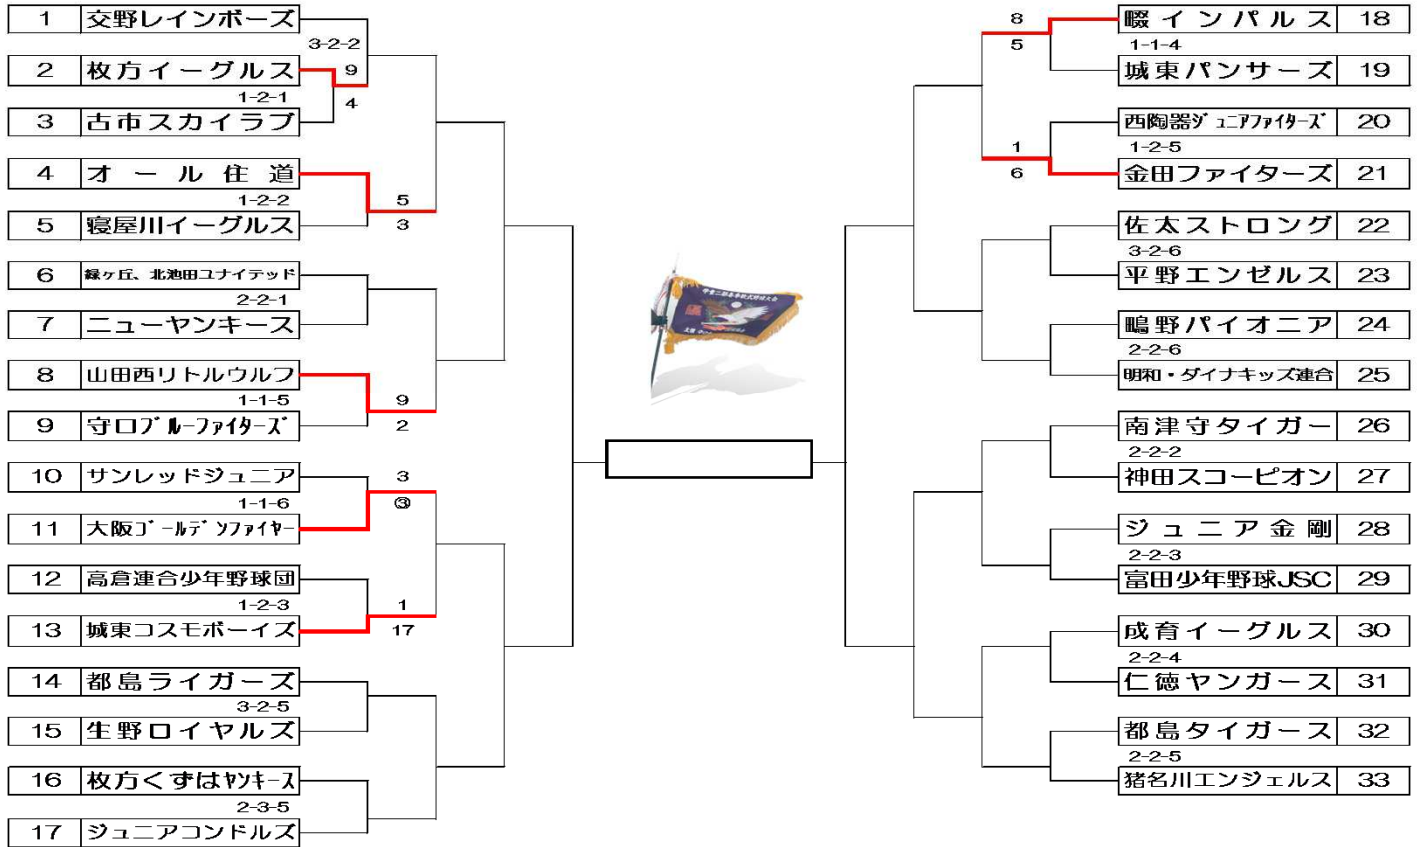 1 交野レインボーズ
3-2-2
2 枚方イーグルス
9
1-2-1
4
3 古市スカイラブ
4 オール住道
1-2-2
5
3
5 寝屋川イーグルス
6 緑ヶ丘、北池田ユナイテッド
2-2-1
7 ニューヤンキース
8 山田西リトルウルフ
1-1-5
9
2
9 守口ブルーファイターズ
10 サンレッドジュニア
1-1-6
3
③
11 大阪ゴールデンファイヤー
12 高倉連合少年野球団
1-2-3
1
17
13 城東コスモボーイズ
14 都島ライガーズ
3-2-5
15 生野ロイヤルズ
16 枚方くずはヤンキース
2-3-5
17 ジュニアコンドルズ
8
5
畷インパルス 18
1-1-4
城東パンサーズ 19
西陶器ジュニアファイターズ 20
1-2-5
1
6
金田ファイターズ 21
佐太ストロング 22
3-2-6
平野エンゼルス 23
鴫野パイオニア 24
2-2-6
明和・ダイナキッズ連合 25
南津守タイガー 26
2-2-2
神田スコーピオン 27
ジュニア金剛 28
2-2-3
富田少年野球JSC 29
成育イーグルス 30
2-2-4
仁徳ヤンガース 31
都島タイガース 32
2-2-5
猪名川エンジェルス 33